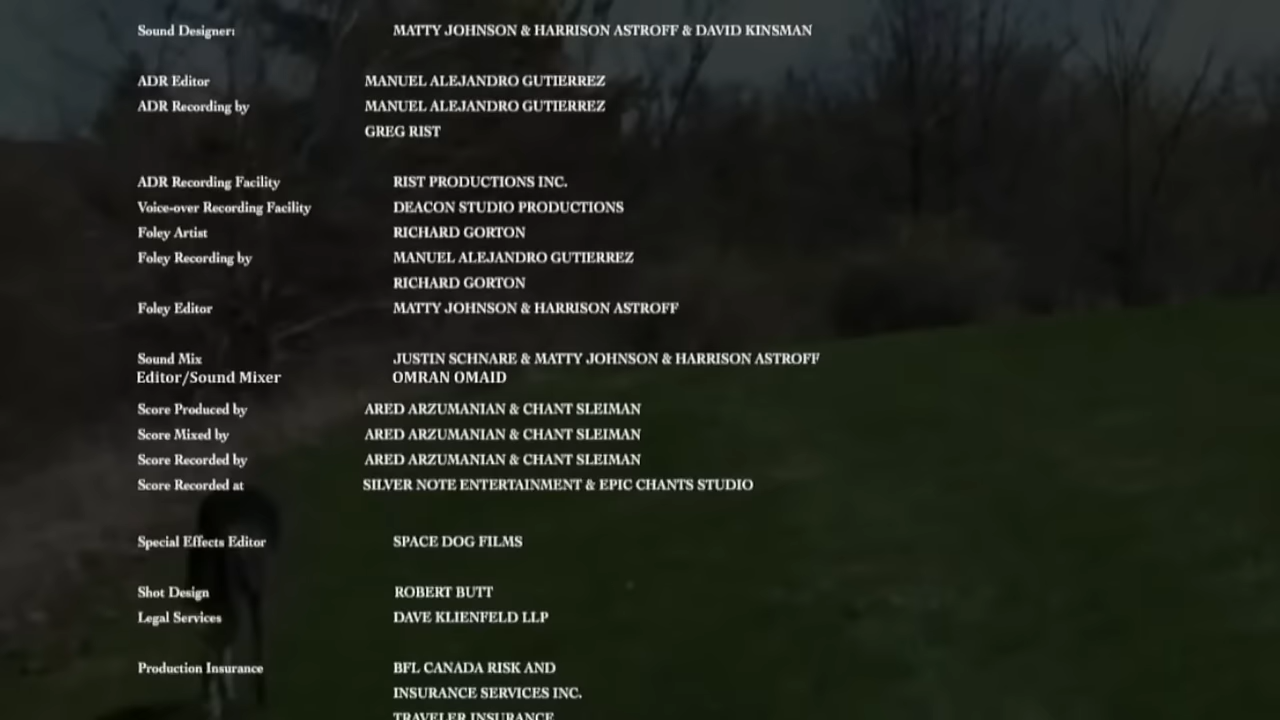 Sound Designer: MATTY JOHNSON & HARRISON ASTROFF & DAVID KINSMAN
ADR Editor MANUEL ALEJANDRO GUTIERREZ
ADR Recording by MANUEL ALEJANDRO GUTIERREZ
GREG RIST
ADR Recording Facility RIST PRODUCTIONS INC.
Voice-over Recording Facility DEACON STUDIO PRODUCTIONS
Foley Artist RICHARD GORTON
Foley Recording by MANUEL ALEJANDRO GUTIERREZ
RICHARD GORTON
Foley Editor MATTY JOHNSON & HARRISON ASTROFF
Sound Mix JUSTIN SCHNARE & MATTY JOHNSON & HARRISON ASTROFF
Editor/Sound Mixer OMRAN OMAID
Score Produced by ARED ARZUMANIAN & CHANT SLEIMAN
Score Mixed by ARED ARZUMANIAN & CHANT SLEIMAN
Score Recorded by ARED ARZUMANIAN & CHANT SLEIMAN
Score Recorded at SILVER NOTE ENTERTAINMENT & EPIC CHANTS STUDIO
Special Effects Editor SPACE DOG FILMS
Shot Design ROBERT BUTT
Legal Services DAVE KLIENFELD LLP
Production Insurance BFL CANADA RISK AND
INSURANCE SERVICES INC.
TRAVELER INSURANCE